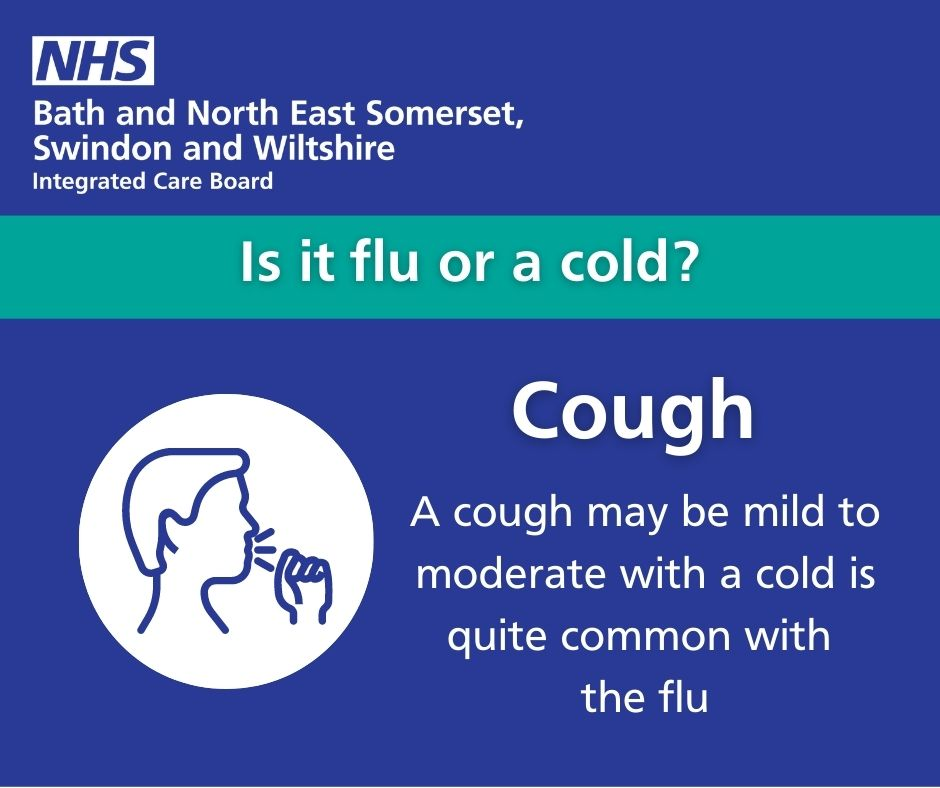 NHS
Bath and North East Somerset,
Swindon and Wiltshire
Integrated Care Board
Is it flu or a cold?
Cough
A cough may be mild to
moderate with a cold is
quite common with
the flu